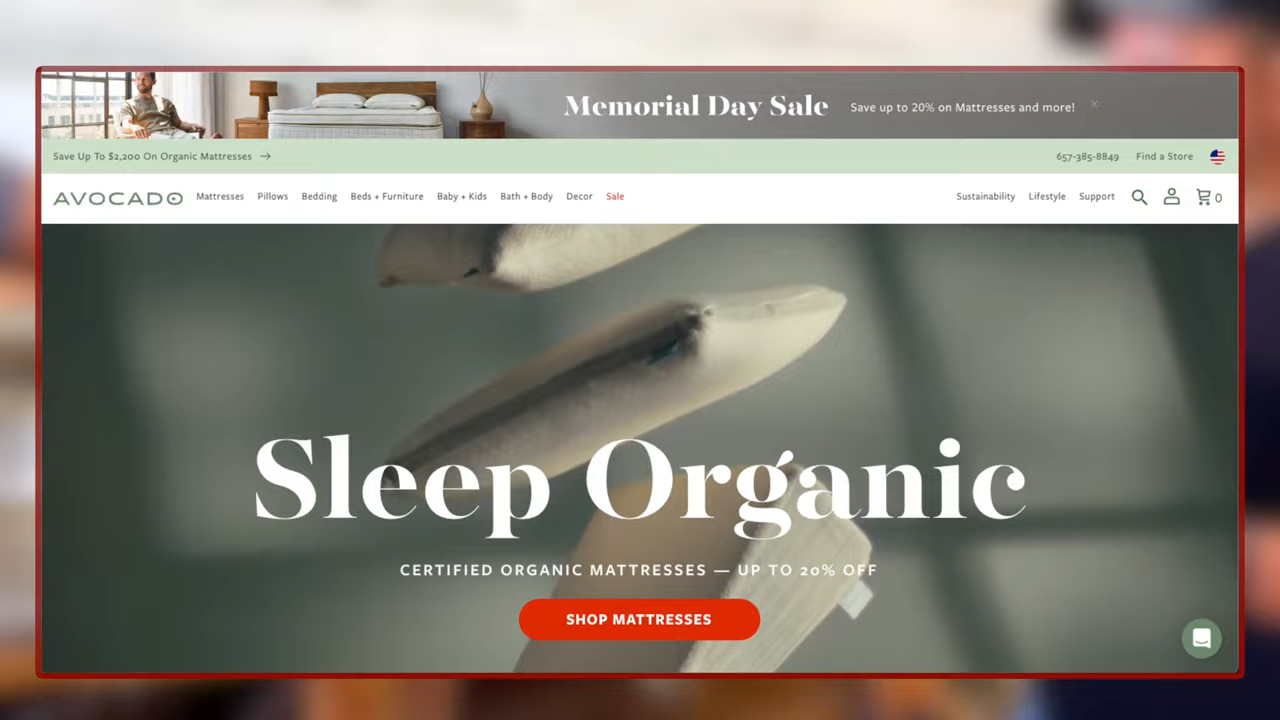 Memorial Day Sale Save up to 20% on Mattresses and more!
Save Up To $2,200 On Organic Mattresses → 657-385-8849 Find a Store
AVOCADO Mattresses Pillows Bedding Beds + Furniture Baby + Kids Bath + Body Decor Sale Sustainability Lifestyle Support 0
Sleep Organic
CERTIFIED ORGANIC MATTRESSES — UP TO 20% OFF
SHOP MATTRESSES